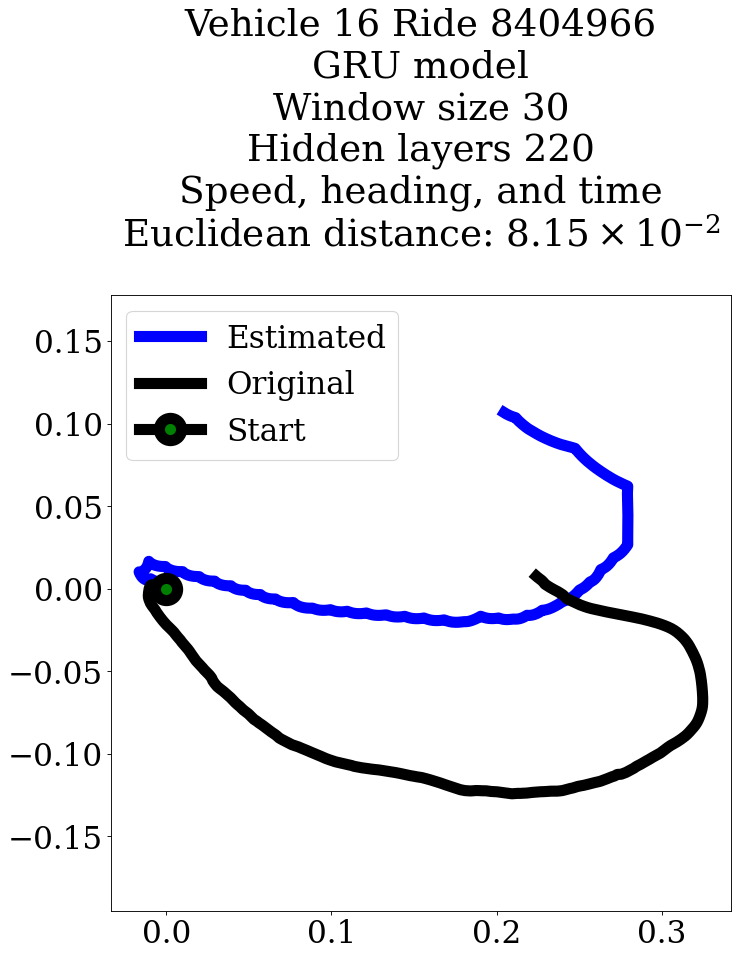 Vehicle 16 Ride 8404966
GRU model
Window size 30
Hidden layers 220
Speed, heading, and time
Euclidean distance: 8.15 × 10⁻²
Estimated
Original
Start
0.15
0.10
0.05
0.00
−0.05
−0.10
−0.15
0.0 0.1 0.2 0.3